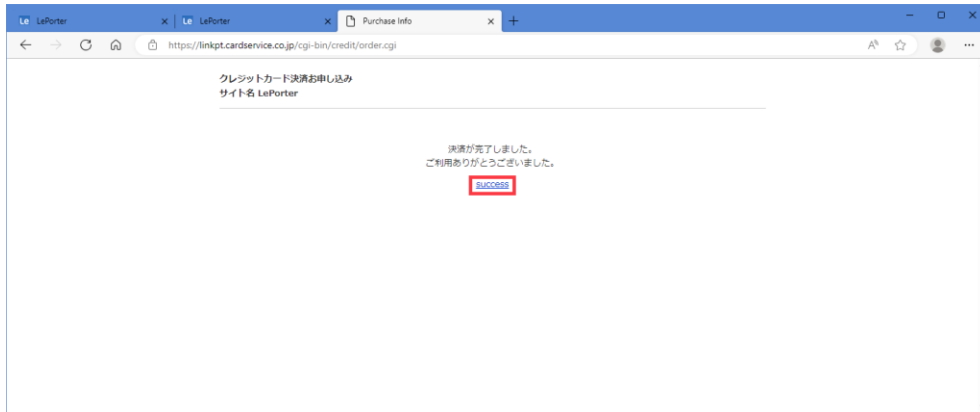 Le LePorter
Le LePorter
Purchase Info
https://linkpt.cardservice.co.jp/cgi-bin/credit/order.cgi
クレジットカード決済お申し込み
サイト名 LePorter
決済が完了しました。
ご利用ありがとうございました。
success